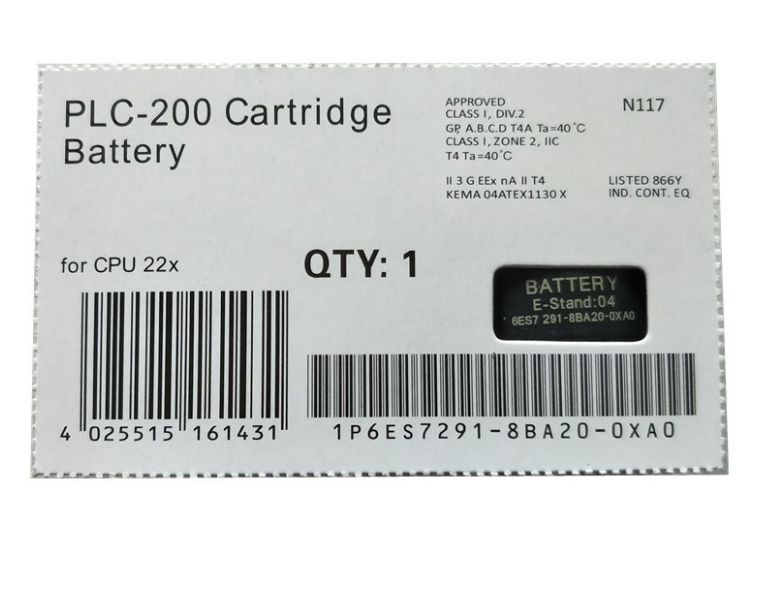 PLC-200 Cartridge
Battery
APPROVED
CLASS I, DIV.2
GP. A.B.C.D T4A Ta=40°C
CLASS I, ZONE 2, IIC
T4 Ta=40°C
N117
II 3 G EEx nA II T4
KEMA 04ATEX1130 X
LISTED 866Y
IND. CONT. EQ
for CPU 22x
QTY: 1
BATTERY
E-Stand:04
6ES7 291-8BA20-0XA0
4 025515 161431
1P6ES7291-8BA20-0XA0